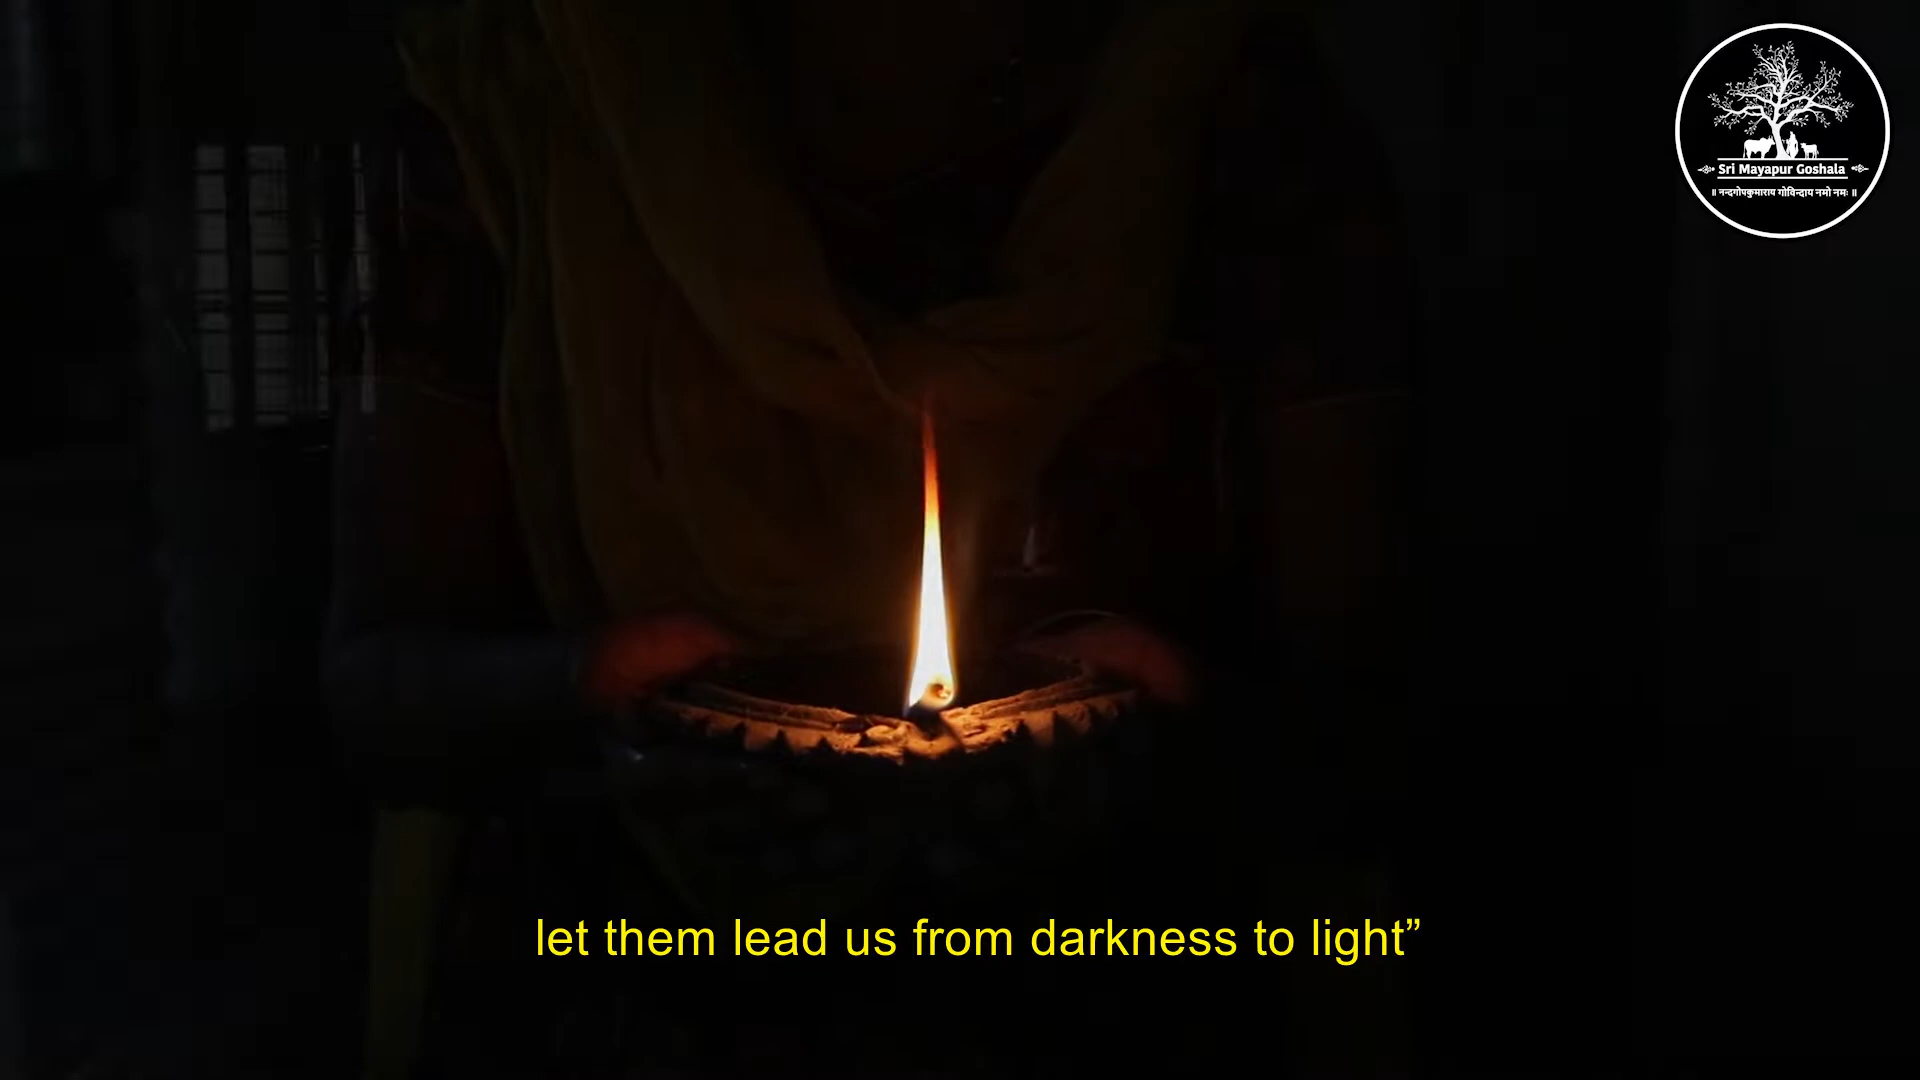 Sri Mayapur Goshala
॥ नन्दगोपकुमाराय गोविन्दाय नमो नमः ॥
let them lead us from darkness to light”